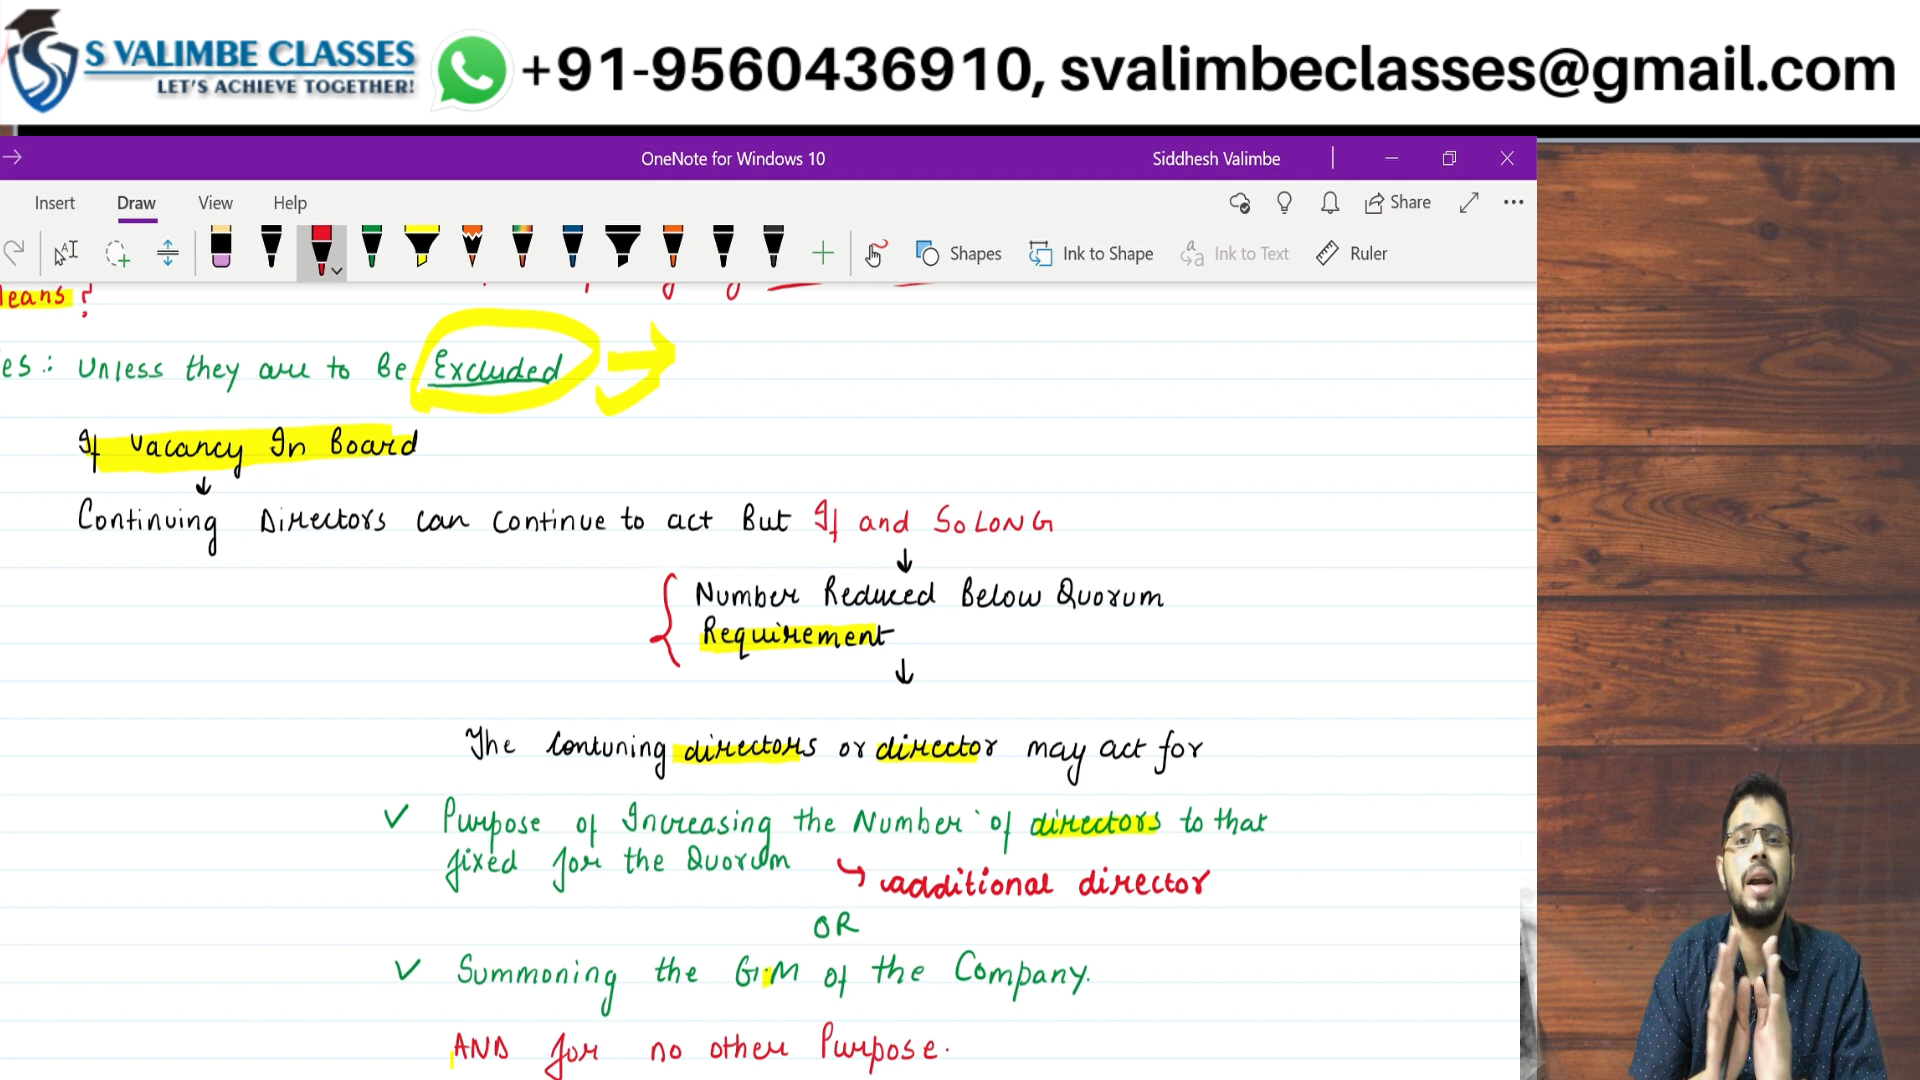 S VALIMBE CLASSES
LET'S ACHIEVE TOGETHER!
+91-9560436910, svalimbeclasses@gmail.com
OneNote for Windows 10
Siddhesh Valimbe
Insert Draw View Help
Share
Shapes Ink to Shape Ink to Text Ruler
leans ?
es: Unless they are to Be Excluded
If Vacancy In Board
Continuing Directors can continue to act But If and So LONG
Number Reduced Below Quorum
Requirement
The contuning directors or director may act for
Purpose of Increasing the Number of directors to that
fixed for the Quorum
additional director
OR
Summoning the G.M of the Company.
AND for no other Purpose.